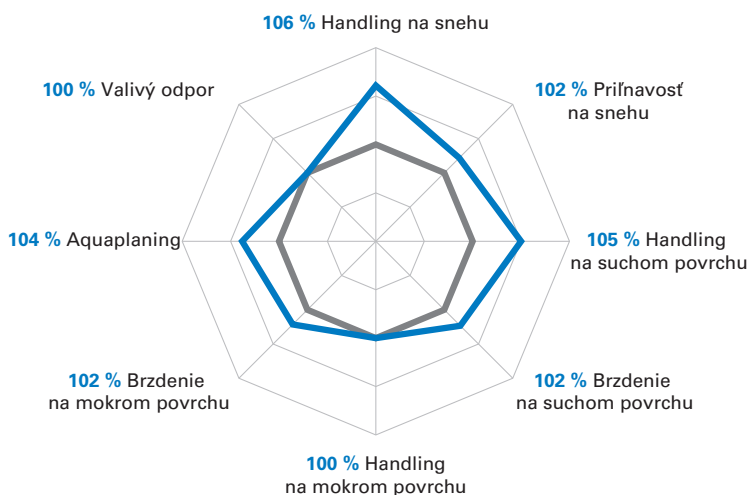 106 % Handling na snehu
100 % Valivý odpor
102 % Priľnavosť
na snehu
104 % Aquaplaning
105 % Handling
na suchom povrchu
102 % Brzdenie
na mokrom povrchu
102 % Brzdenie
na suchom povrchu
100 % Handling
na mokrom povrchu